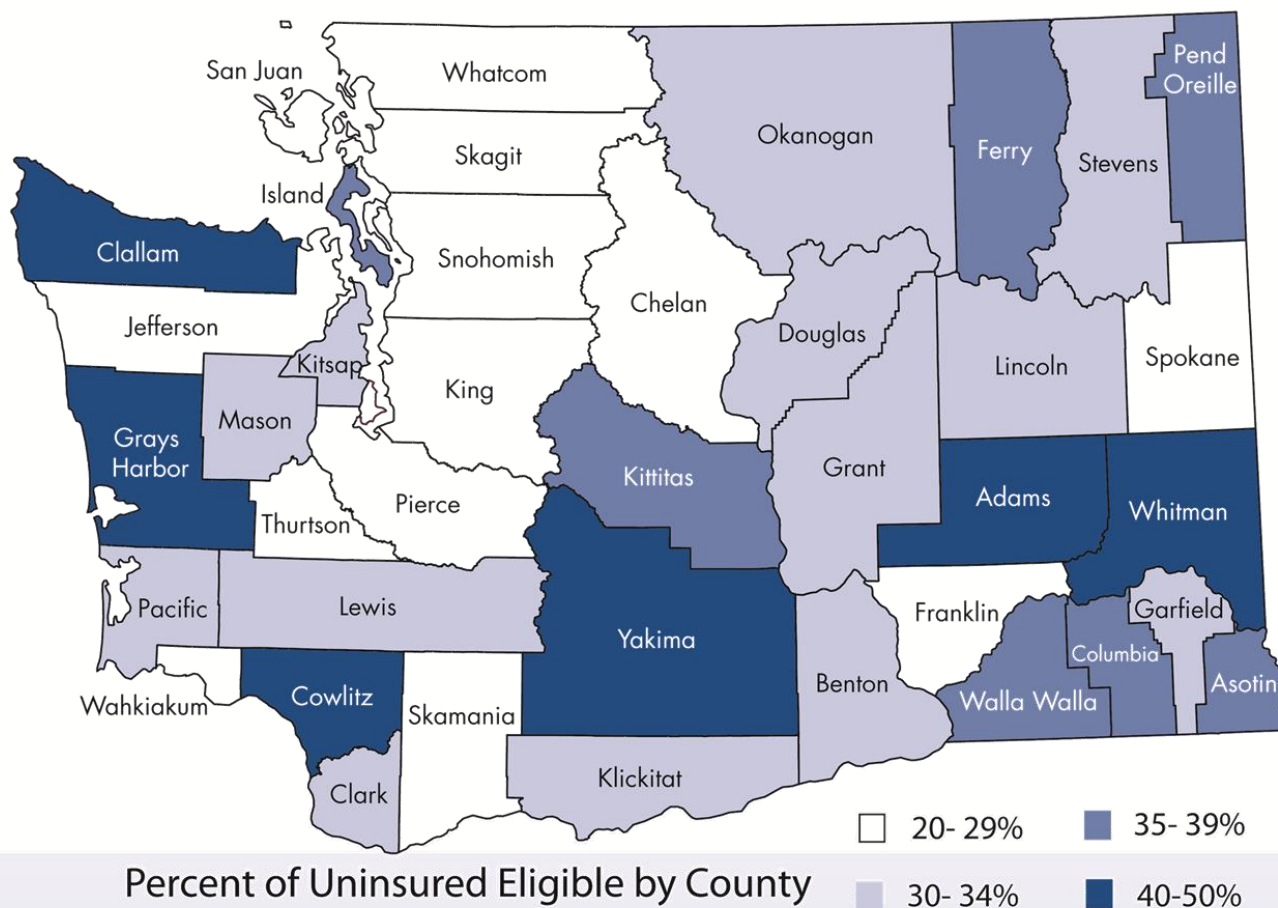 San Juan
Whatcom
Pend
Oreille
Okanogan
Ferry
Stevens
Skagit
Island
Clallam
Snohomish
Chelan
Jefferson
Douglas
Kitsap
Lincoln
Spokane
King
Mason
Grays
Harbor
Kittitas
Grant
Adams
Whitman
Pierce
Thurtson
Pacific
Lewis
Franklin
Garfield
Yakima
Columbia
Wahkiakum
Cowlitz
Skamania
Benton
Walla Walla
Asotin
Klickitat
Clark
20- 29%
35- 39%
Percent of Uninsured Eligible by County
30- 34%
40-50%